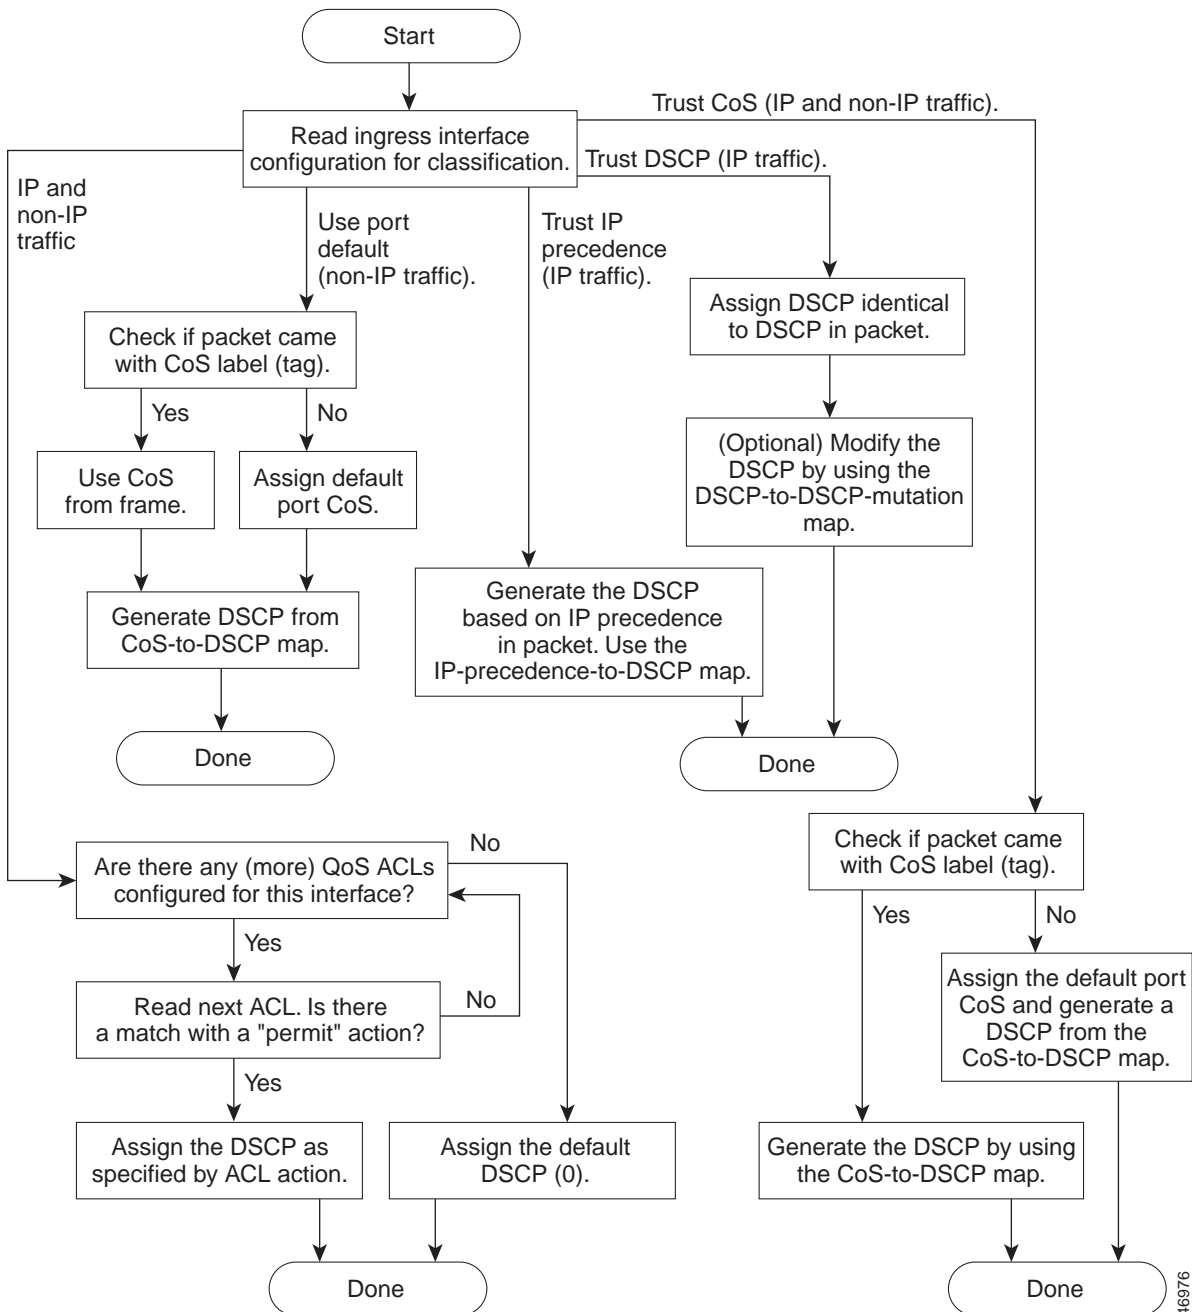 Start
Trust CoS (IP and non-IP traffic).
Read ingress interface
configuration for classification.
Trust DSCP (IP traffic).
IP and
non-IP
traffic
Use port
default
(non-IP traffic).
Trust IP
precedence
(IP traffic).
Assign DSCP identical
to DSCP in packet.
Check if packet came
with CoS label (tag).
Yes
No
(Optional) Modify the
DSCP by using the
DSCP-to-DSCP-mutation
map.
Use CoS
from frame.
Assign default
port CoS.
Generate the DSCP
based on IP precedence
in packet. Use the
IP-precedence-to-DSCP map.
Generate DSCP from
CoS-to-DSCP map.
Done
Done
Check if packet came
with CoS label (tag).
Are there any (more) QoS ACLs
configured for this interface?
No
Yes
No
Yes
Read next ACL. Is there
a match with a "permit" action?
No
Assign the default port
CoS and generate a
DSCP from the
CoS-to-DSCP map.
Yes
Assign the DSCP as
specified by ACL action.
Assign the default
DSCP (0).
Generate the DSCP by using
the CoS-to-DSCP map.
Done
Done